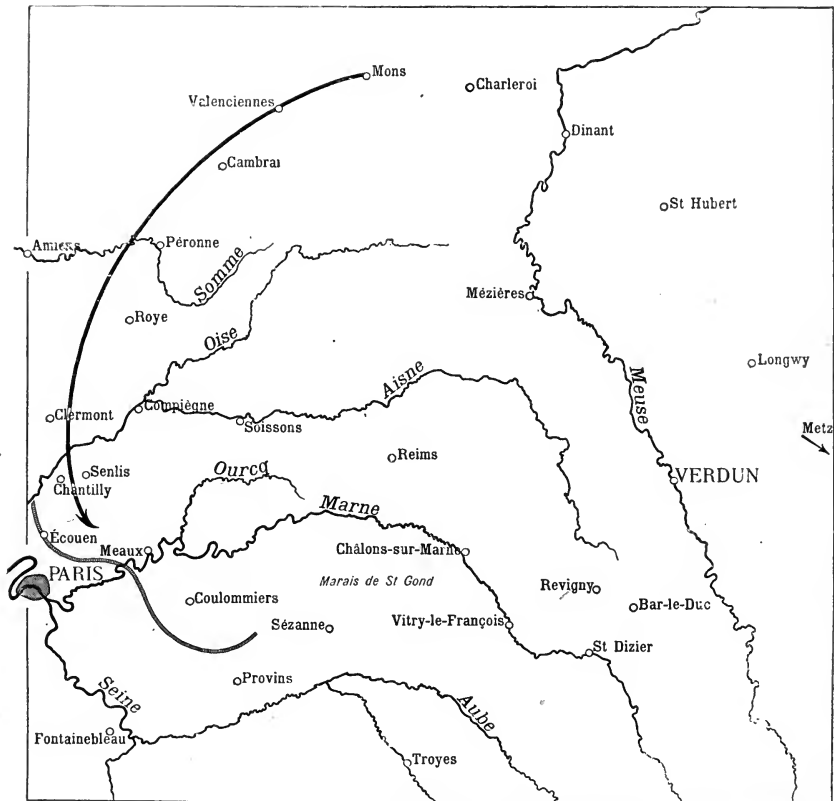 Mons
Charleroi
Valenciennes
Dinant
Cambrai
St Hubert
Amiens
Péronne
Somme
Mézières
Roye
Oise
Longwy
Aisne
Meuse
Clermont
Compiègne
Soissons
Metz
Reims
Ourcq
Senlis
Chantilly
VERDUN
Marne
Écouen
Meaux
Châlons-sur-Marne
PARIS
Marais de St Gond
Revigny
Coulommiers
Bar-le-Duc
Sézanne
Vitry-le-François
St Dizier
Provins
Seine
Aube
Fontainebleau
Troyes